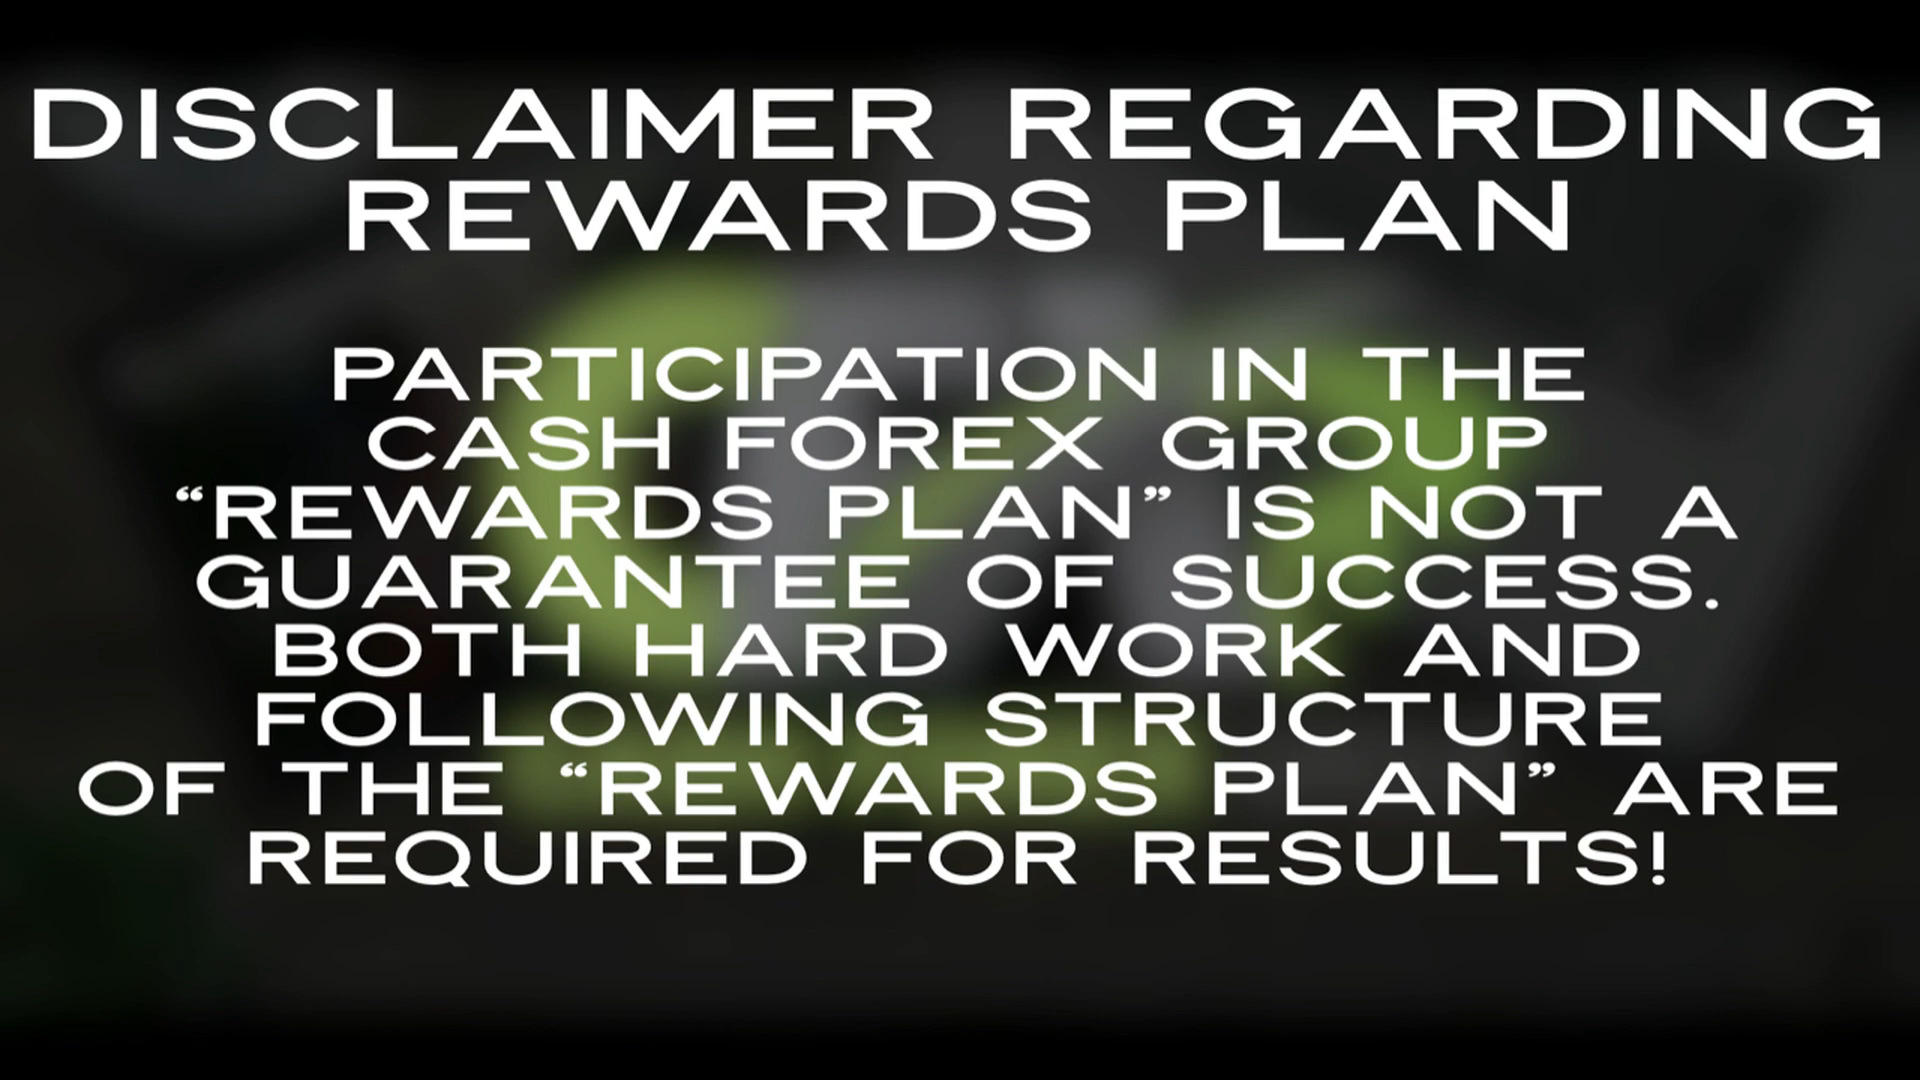 DISCLAIMER REGARDING
REWARDS PLAN
PARTICIPATION IN THE
CASH FOREX GROUP
“REWARDS PLAN” IS NOT A
GUARANTEE OF SUCCESS.
BOTH HARD WORK AND
FOLLOWING STRUCTURE
OF THE “REWARDS PLAN” ARE
REQUIRED FOR RESULTS!